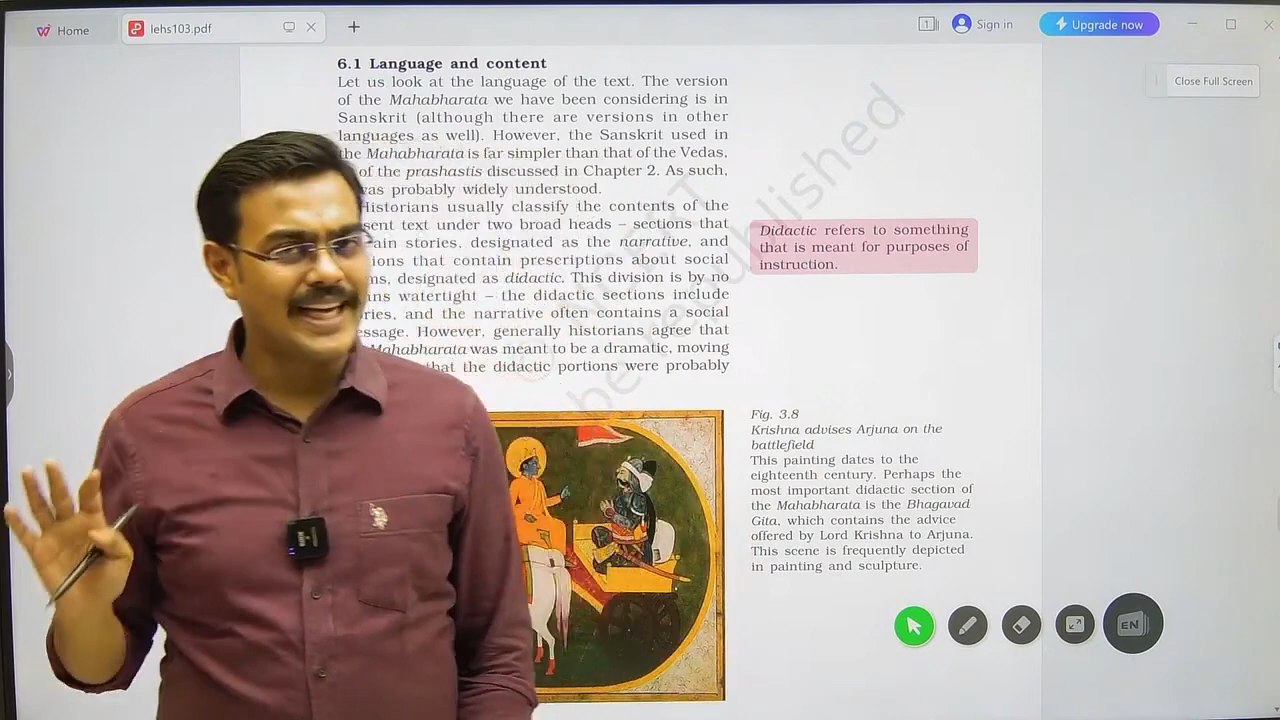 Home
lehs103.pdf
1
Sign in
Upgrade now
Close Full Screen
6.1 Language and content
Let us look at the language of the text. The version
of the Mahabharata we have been considering is in
Sanskrit (although there are versions in other
languages as well). However, the Sanskrit used in
the Mahabharata is far simpler than that of the Vedas,
of the prashastis discussed in Chapter 2. As such,
was probably widely understood.
Historians usually classify the contents of the
text under two broad heads – sections that
stories, designated as the narrative, and
that contain prescriptions about social
designated as didactic. This division is by no
watertight – the didactic sections include
and the narrative often contains a social
However, generally historians agree that
Mahabharata was meant to be a dramatic, moving
that the didactic portions were probably
Didactic refers to something
that is meant for purposes of
instruction.
Fig. 3.8
Krishna advises Arjuna on the
battlefield
This painting dates to the
eighteenth century. Perhaps the
most important didactic section of
the Mahabharata is the Bhagavad
Gita, which contains the advice
offered by Lord Krishna to Arjuna.
This scene is frequently depicted
in painting and sculpture.
be republished
EN